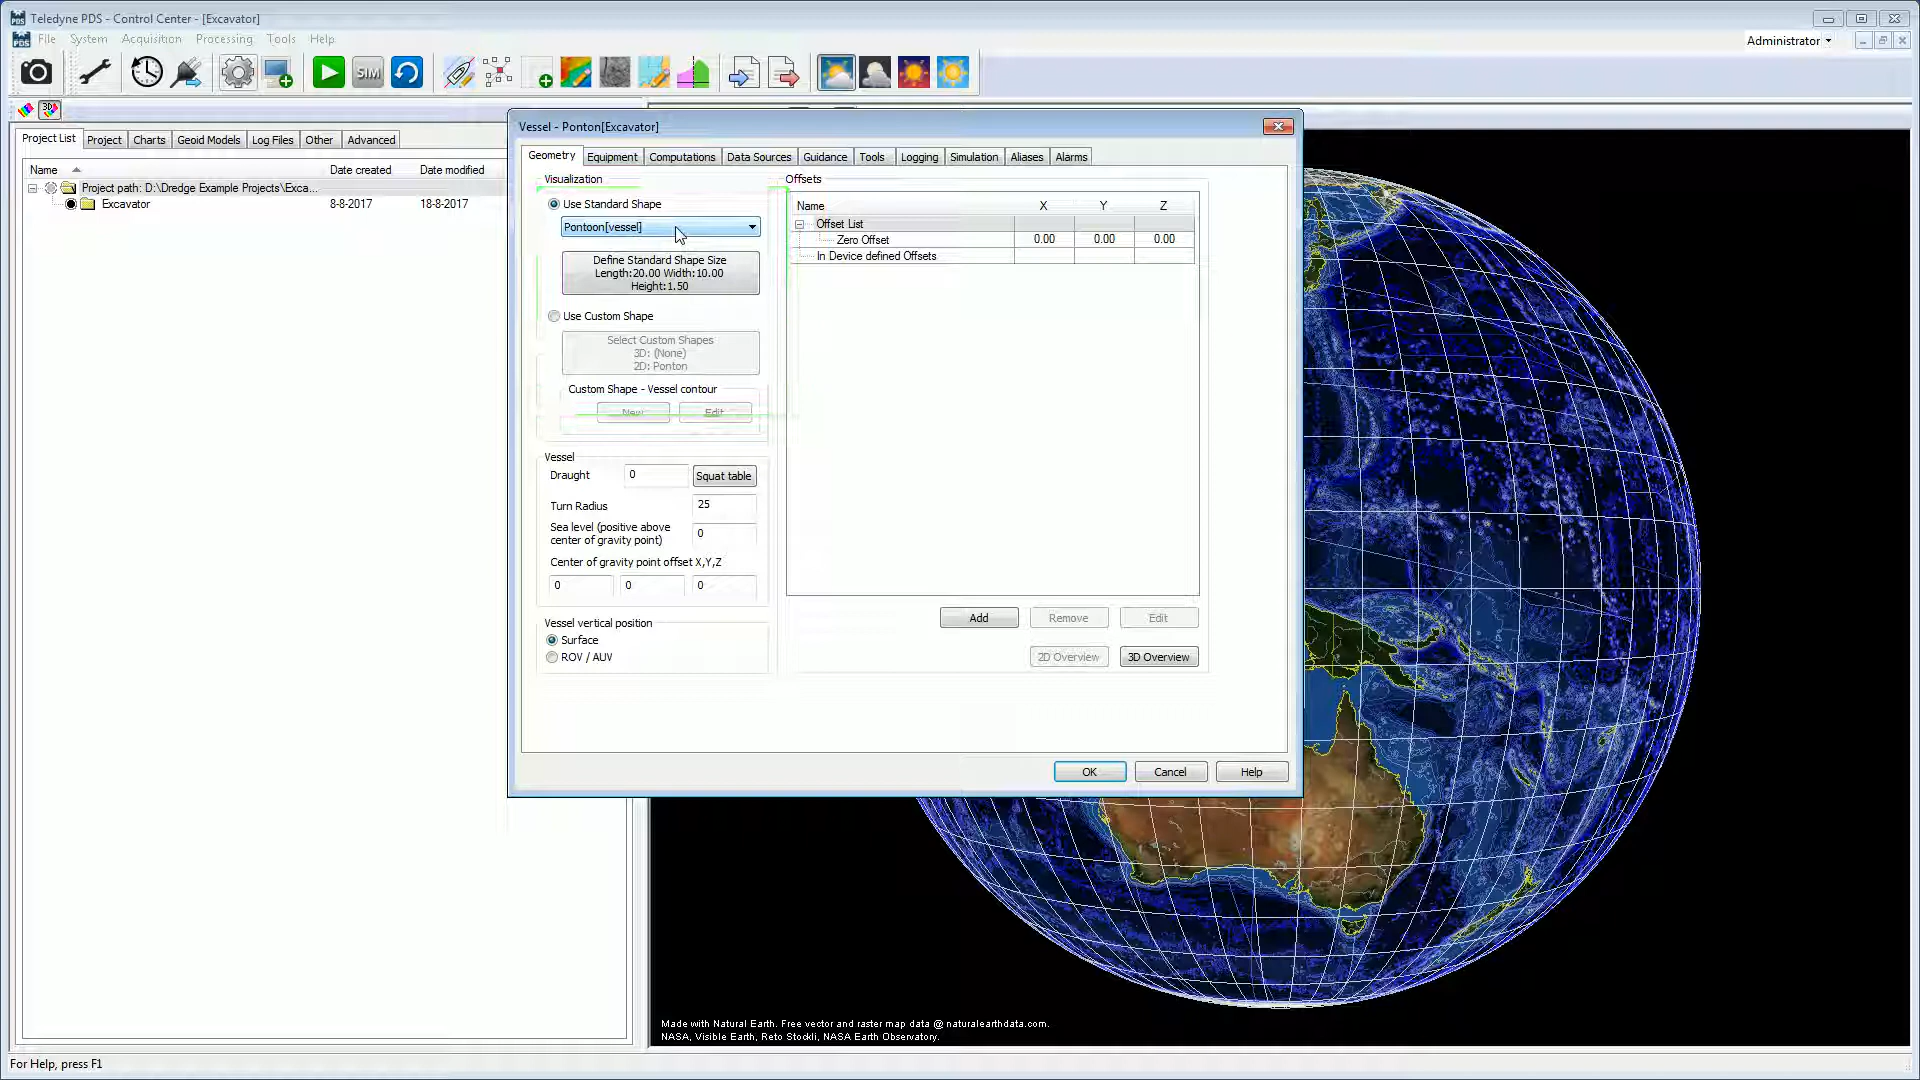 Teledyne PDS - Control Center - [Excavator]
File System Acquisition Processing Tools Help
Administrator
SIM
3D
Project List Project Charts Geoid Models Log Files Other Advanced
Name Date created Date modified
Project path: D:\Dredge Example Projects\Exca...
Excavator 8-8-2017 18-8-2017
Vessel - Ponton[Excavator]
Geometry Equipment Computations Data Sources Guidance Tools Logging Simulation Aliases Alarms
Visualization
Use Standard Shape
Pontoon[vessel]
Define Standard Shape Size
Length:20.00 Width:10.00
Height:1.50
Use Custom Shape
Select Custom Shapes
3D: (None)
2D: Ponton
Custom Shape - Vessel contour
New Edit
Vessel
Draught 0 Squat table
Turn Radius 25
Sea level (positive above
center of gravity point) 0
Center of gravity point offset X,Y,Z
0 0 0
Vessel vertical position
Surface
ROV / AUV
Offsets
Name X Y Z
Offset List
Zero Offset 0.00 0.00 0.00
In Device defined Offsets
Add Remove Edit
2D Overview 3D Overview
OK Cancel Help
Made with Natural Earth. Free vector and raster map data @ naturalearthdata.com.
NASA, Visible Earth, Reto Stockli, NASA Earth Observatory.
For Help, press F1